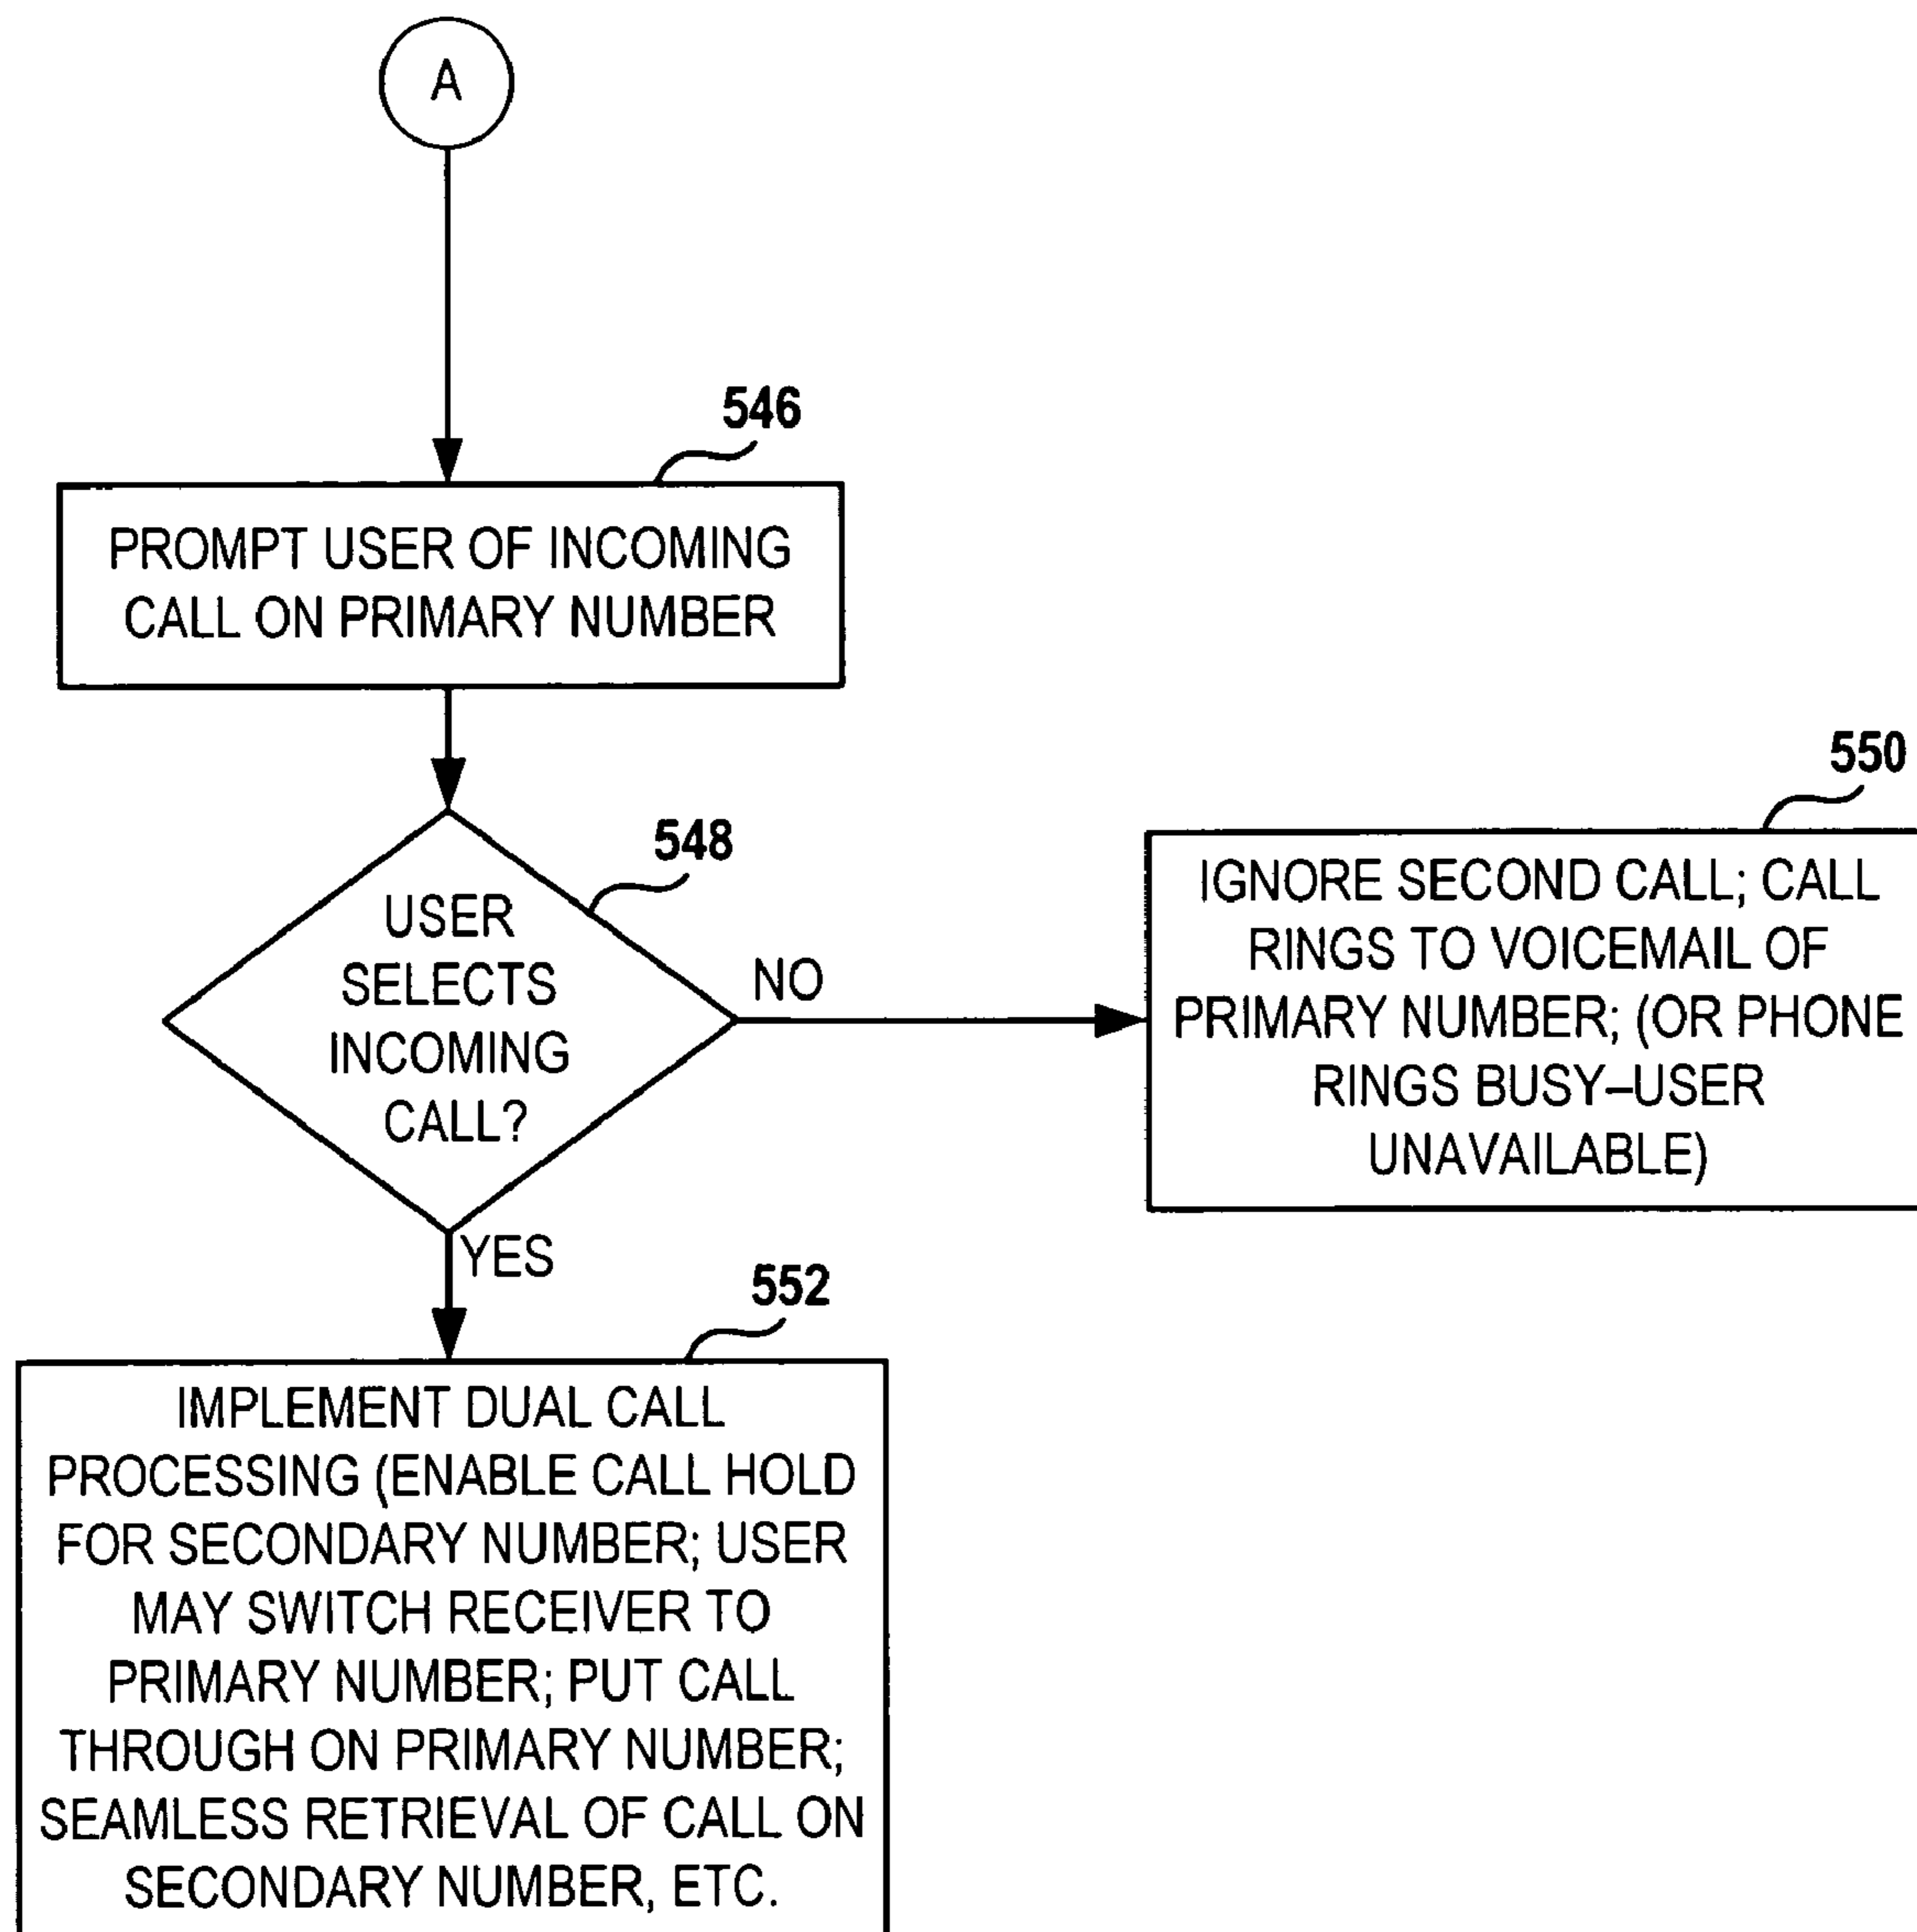 A
546
PROMPT USER OF INCOMING
CALL ON PRIMARY NUMBER
548
USER
SELECTS
INCOMING
CALL?
NO
550
IGNORE SECOND CALL; CALL
RINGS TO VOICEMAIL OF
PRIMARY NUMBER; (OR PHONE
RINGS BUSY–USER
UNAVAILABLE)
YES
552
IMPLEMENT DUAL CALL
PROCESSING (ENABLE CALL HOLD
FOR SECONDARY NUMBER; USER
MAY SWITCH RECEIVER TO
PRIMARY NUMBER; PUT CALL
THROUGH ON PRIMARY NUMBER;
SEAMLESS RETRIEVAL OF CALL ON
SECONDARY NUMBER, ETC.